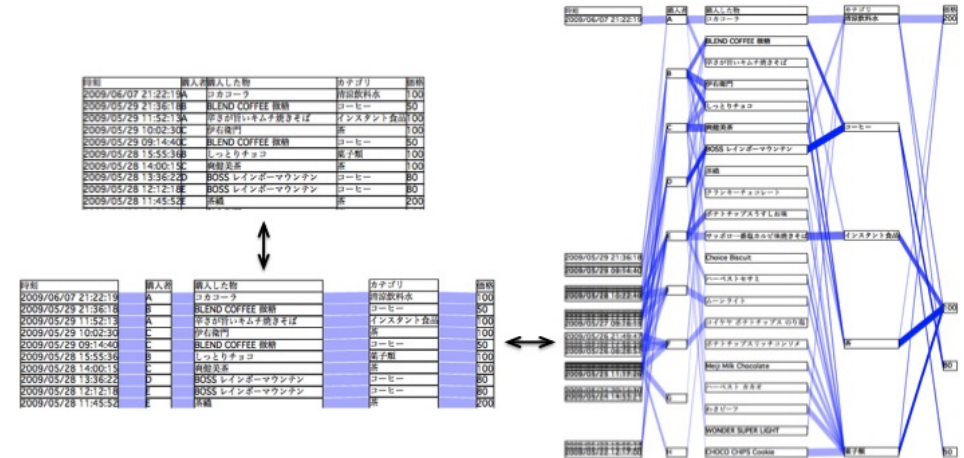 時刻 購入者 購入した物 カテゴリ 価格
2009/06/07 21:22:19 A コカコーラ 清涼飲料水 100
2009/05/29 21:36:18 B BLEND COFFEE 微糖 コーヒー 50
2009/05/29 11:52:13 A 辛さが旨いキムチ焼きそば インスタント食品 100
2009/05/29 10:02:30 C 伊右衛門 茶 100
2009/05/29 09:14:40 C BLEND COFFEE 微糖 コーヒー 50
2009/05/28 15:55:36 B しっとりチョコ 菓子類 100
2009/05/28 14:00:15 C 爽健美茶 茶 100
2009/05/28 13:36:22 D BOSS レインボーマウンテン コーヒー 80
2009/05/28 12:12:18 E BOSS レインボーマウンテン コーヒー 80
2009/05/28 11:45:52 E 茶織 茶 200
時刻 購入者 購入した物 カテゴリ 価格
2009/06/07 21:22:19 A コカコーラ 清涼飲料水 100
2009/05/29 21:36:18 B BLEND COFFEE 微糖 コーヒー 50
2009/05/29 11:52:13 A 辛さが旨いキムチ焼きそば インスタント食品 100
2009/05/29 10:02:30 C 伊右衛門 茶 100
2009/05/29 09:14:40 C BLEND COFFEE 微糖 コーヒー 50
2009/05/28 15:55:36 B しっとりチョコ 菓子類 100
2009/05/28 14:00:15 C 爽健美茶 茶 100
2009/05/28 13:36:22 D BOSS レインボーマウンテン コーヒー 80
2009/05/28 12:12:18 E BOSS レインボーマウンテン コーヒー 80
2009/05/28 11:45:52 E 茶織 茶 200
時刻 購入者 購入した物 カテゴリ 価格
2009/06/07 21:22:19 A コカコーラ 清涼飲料水 200
BLEND COFFEE 微糖
辛さが旨いキムチ焼きそば
B
伊右衛門
しっとりチョコ
C 爽健美茶 コーヒー
BOSS レインボーマウンテン
茶織
D
クランキーチョコレート
ポテトチップスうすしお味
サッポロ一番塩カルビ味焼きそば インスタント食品
2009/05/29 21:36:18 Choice Biscuit
2009/05/29 09:14:40
ハーベストセサミ
ムーンライト
100
コイケヤ ポテトチップス のり塩
ポテトチップスリッチコンソメ 茶
Meiji Milk Chocolate 80
ハーベスト カカオ
G
わさビーフ
WONDER SUPER LIGHT
H CHOCO CHIPS Cookie 菓子類 50